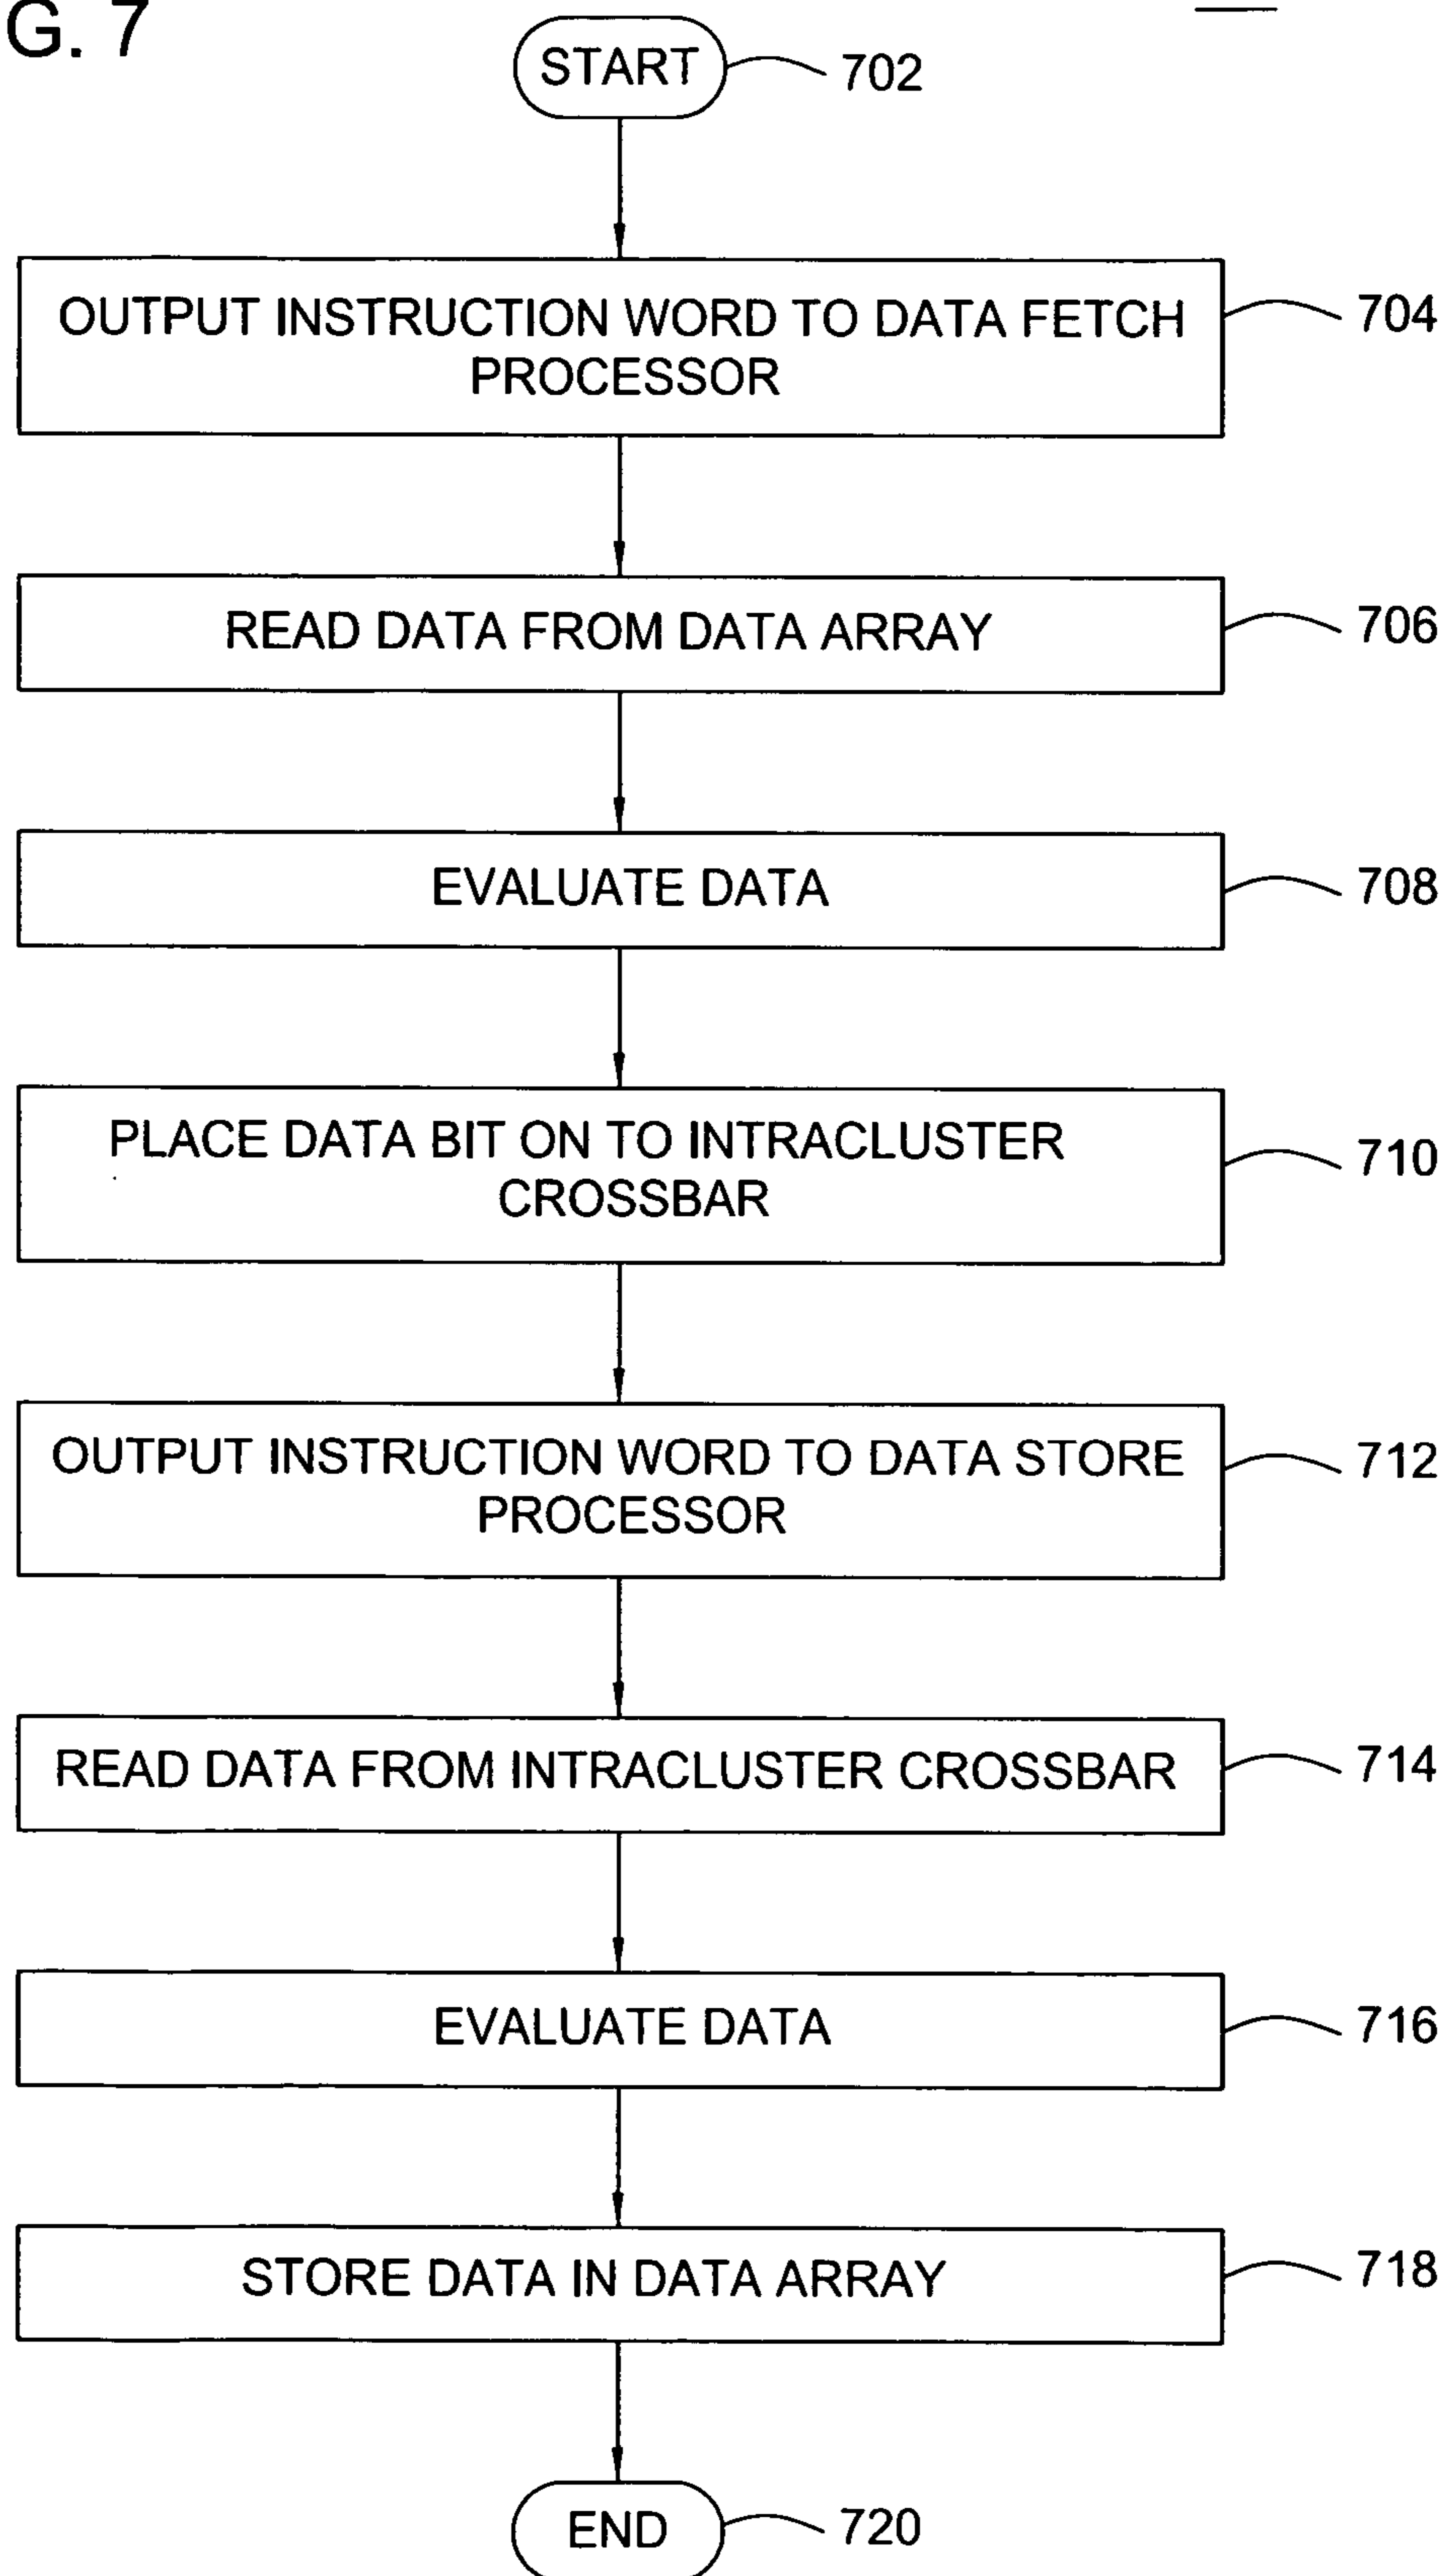 G. 7
START
702
OUTPUT INSTRUCTION WORD TO DATA FETCH
PROCESSOR
704
READ DATA FROM DATA ARRAY
706
EVALUATE DATA
708
PLACE DATA BIT ON TO INTRACLUSTER
CROSSBAR
710
OUTPUT INSTRUCTION WORD TO DATA STORE
PROCESSOR
712
READ DATA FROM INTRACLUSTER CROSSBAR
714
EVALUATE DATA
716
STORE DATA IN DATA ARRAY
718
END
720